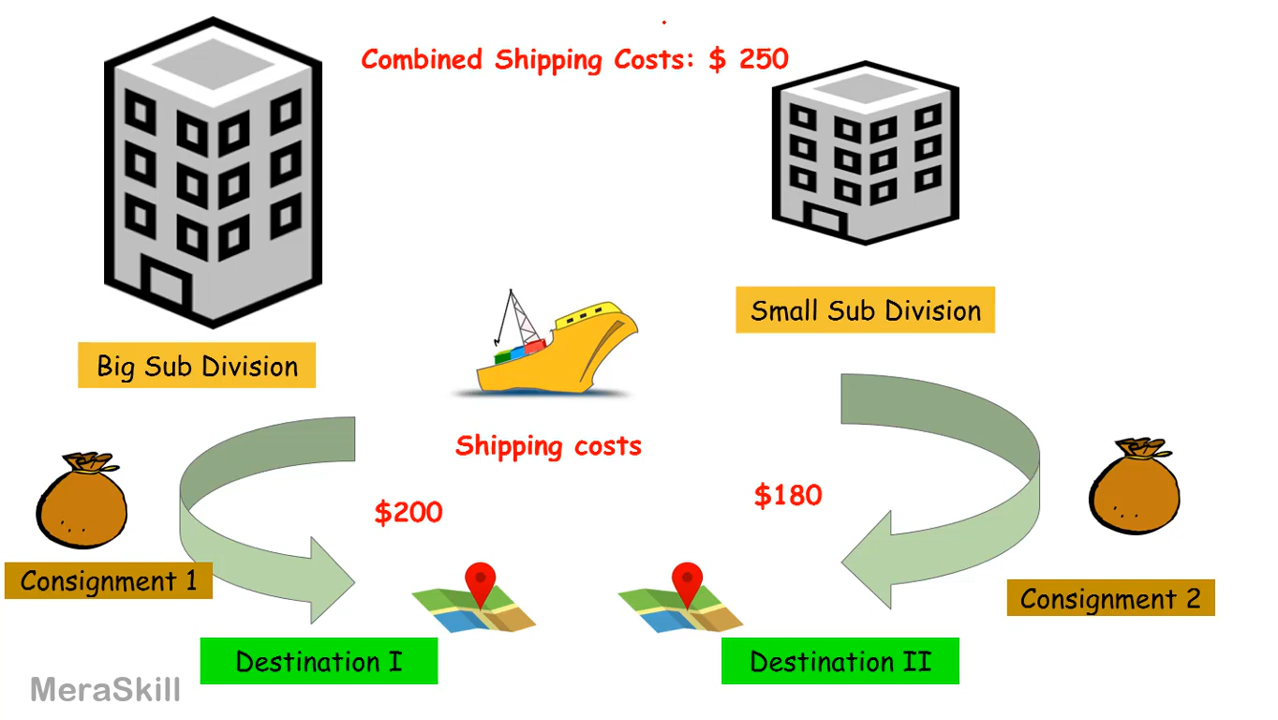 Combined Shipping Costs: $ 250
Small Sub Division
Big Sub Division
Shipping costs
$180
$200
Consignment 1
Consignment 2
Destination I
Destination II
MeraSkill